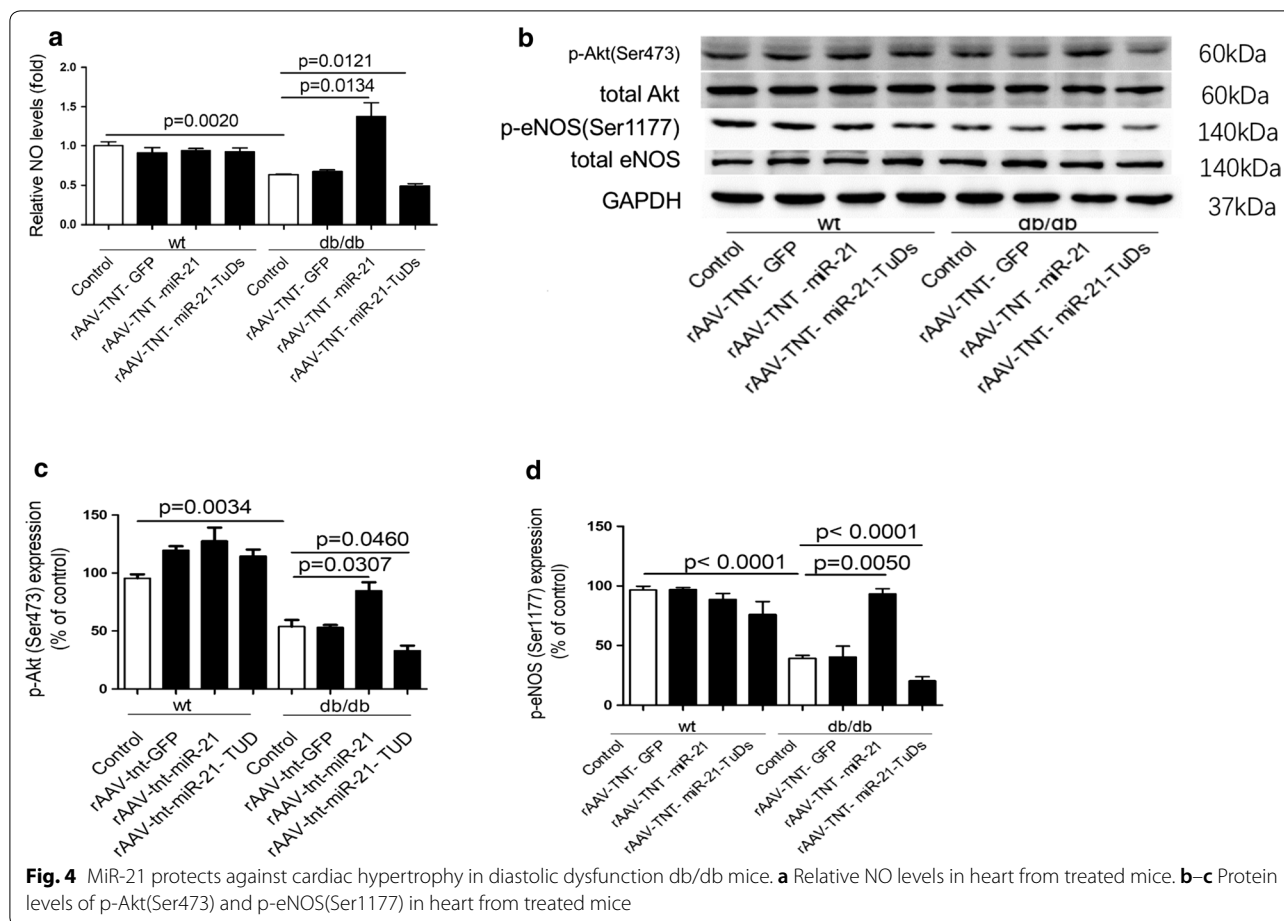 a
p=0.0121
p=0.0134
p=0.0020
Relative NO levels (fold)
2.0
1.5
1.0
0.5
0.0
wt
db/db
Control
rAAV-TNT- GFP
rAAV-TNT -miR-21
rAAV-TNT- miR-21-TuDs
Control
rAAV-TNT- GFP
rAAV-TNT -miR-21
rAAV-TNT- miR-21-TuDs
b
p-Akt(Ser473) 60kDa
total Akt 60kDa
p-eNOS(Ser1177) 140kDa
total eNOS 140kDa
GAPDH 37kDa
wt
db/db
Control
rAAV-TNT- GFP
rAAV-TNT -miR-21
rAAV-TNT- miR-21-TuDs
Control
rAAV-TNT- GFP
rAAV-TNT -miR-21
rAAV-TNT- miR-21-TuDs
c
p=0.0034
p=0.0460
p=0.0307
p-Akt (Ser473) expression
(% of control)
150
100
50
0
wt
db/db
Control
rAAV-tnt-GFP
rAAV-tnt-miR-21
rAAV-tnt-miR-21- TUD
Control
rAAV-tnt-GFP
rAAV-tnt-miR-21
rAAV-tnt-miR-21- TUD
d
p< 0.0001
p< 0.0001
p=0.0050
p-eNOS (Ser1177) expression
(% of control)
150
100
50
0
wt
db/db
Control
rAAV-TNT- GFP
rAAV-TNT -miR-21
rAAV-TNT- miR-21-TuDs
Control
rAAV-TNT- GFP
rAAV-TNT -miR-21
rAAV-TNT- miR-21-TuDs
Fig. 4 MiR-21 protects against cardiac hypertrophy in diastolic dysfunction db/db mice. a Relative NO levels in heart from treated mice. b–c Protein
levels of p-Akt(Ser473) and p-eNOS(Ser1177) in heart from treated mice